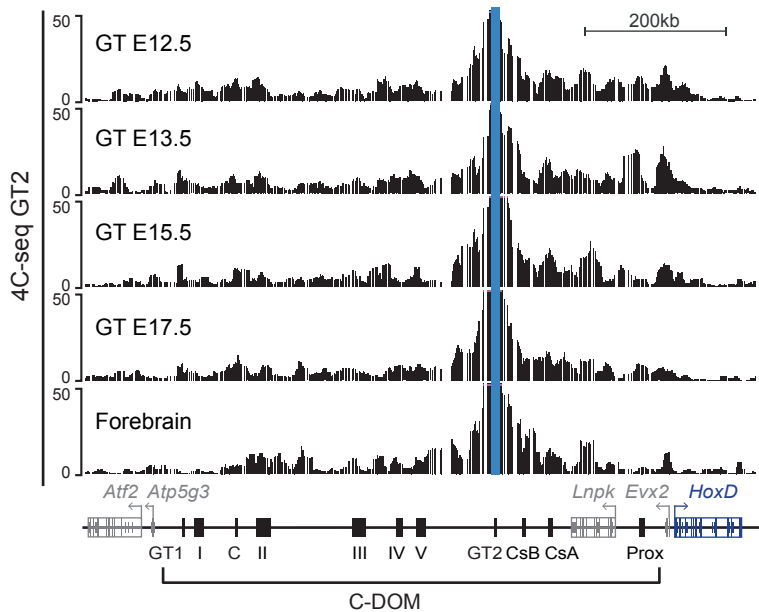 200kb
4C-seq GT2
50
GT E12.5
0
50
GT E13.5
0
50
GT E15.5
0
50
GT E17.5
0
50
Forebrain
0
Atf2 Atp5g3 Lnpk Evx2 HoxD
GT1 I C II III IV V GT2 CsB CsA Prox
C-DOM